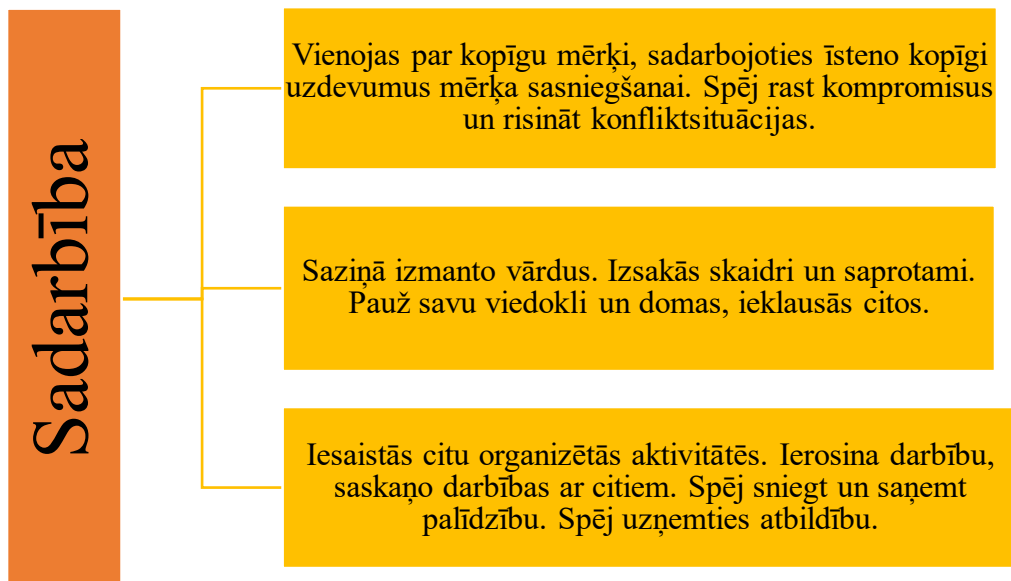 Sadarbība
Vienojas par kopīgu mērķi, sadarbojoties īsteno kopīgi
uzdevumus mērķa sasniegšanai. Spēj rast kompromisus
un risināt konfliktsituācijas.
Saziņā izmanto vārdus. Izsakās skaidri un saprotami.
Pauž savu viedokli un domas, ieklausās citos.
Iesaistās citu organizētās aktivitātēs. Ierosina darbību,
saskaņo darbības ar citiem. Spēj sniegt un saņemt
palīdzību. Spēj uzņemties atbildību.